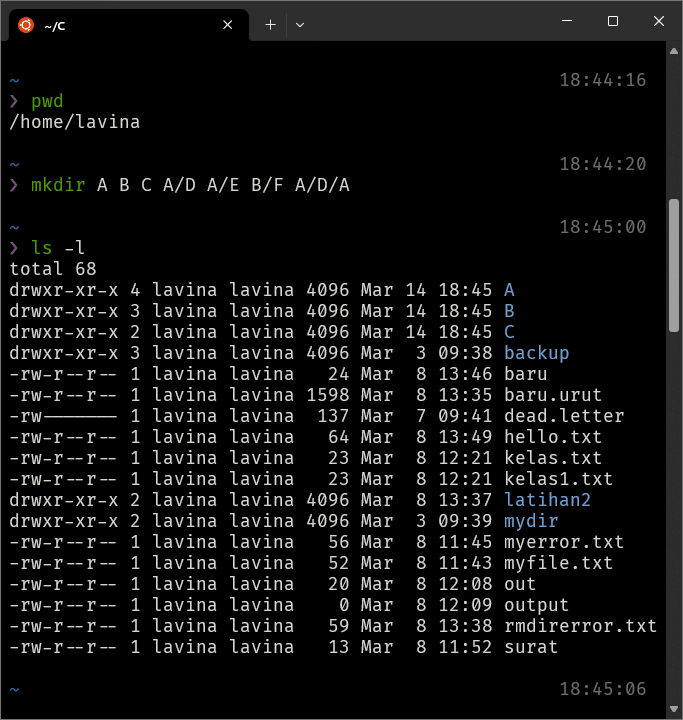 ~/C
~ 18:44:16
❯ pwd
/home/lavina
~ 18:44:20
❯ mkdir A B C A/D A/E B/F A/D/A
~ 18:45:00
❯ ls -l
total 68
drwxr-xr-x 4 lavina lavina 4096 Mar 14 18:45 A
drwxr-xr-x 3 lavina lavina 4096 Mar 14 18:45 B
drwxr-xr-x 2 lavina lavina 4096 Mar 14 18:45 C
drwxr-xr-x 3 lavina lavina 4096 Mar  3 09:38 backup
-rw-r--r-- 1 lavina lavina   24 Mar  8 13:46 baru
-rw-r--r-- 1 lavina lavina 1598 Mar  8 13:35 baru.urut
-rw------- 1 lavina lavina  137 Mar  7 09:41 dead.letter
-rw-r--r-- 1 lavina lavina   64 Mar  8 13:49 hello.txt
-rw-r--r-- 1 lavina lavina   23 Mar  8 12:21 kelas.txt
-rw-r--r-- 1 lavina lavina   23 Mar  8 12:21 kelas1.txt
drwxr-xr-x 2 lavina lavina 4096 Mar  8 13:37 latihan2
drwxr-xr-x 2 lavina lavina 4096 Mar  3 09:39 mydir
-rw-r--r-- 1 lavina lavina   56 Mar  8 11:45 myerror.txt
-rw-r--r-- 1 lavina lavina   52 Mar  8 11:43 myfile.txt
-rw-r--r-- 1 lavina lavina   20 Mar  8 12:08 out
-rw-r--r-- 1 lavina lavina    0 Mar  8 12:09 output
-rw-r--r-- 1 lavina lavina   59 Mar  8 13:38 rmdirerror.txt
-rw-r--r-- 1 lavina lavina   13 Mar  8 11:52 surat
~ 18:45:06